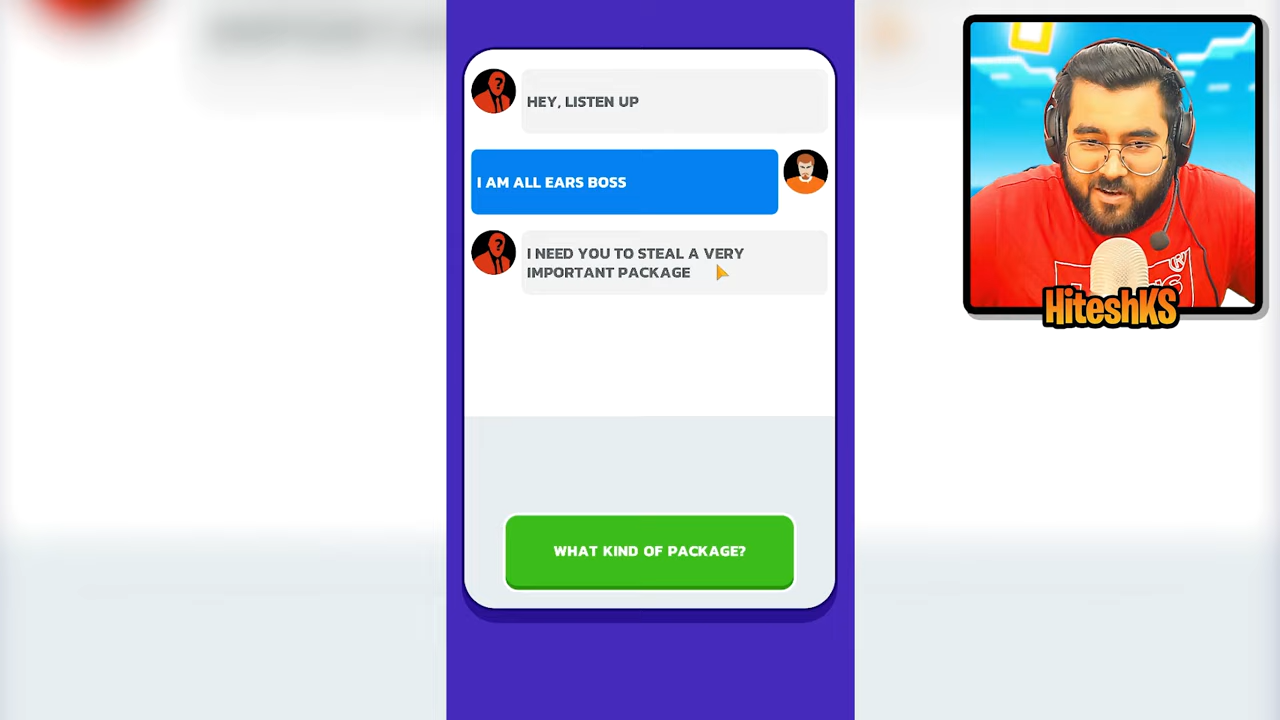 HEY, LISTEN UP
I AM ALL EARS BOSS
I NEED YOU TO STEAL A VERY
IMPORTANT PACKAGE
WHAT KIND OF PACKAGE?
HiteshKS